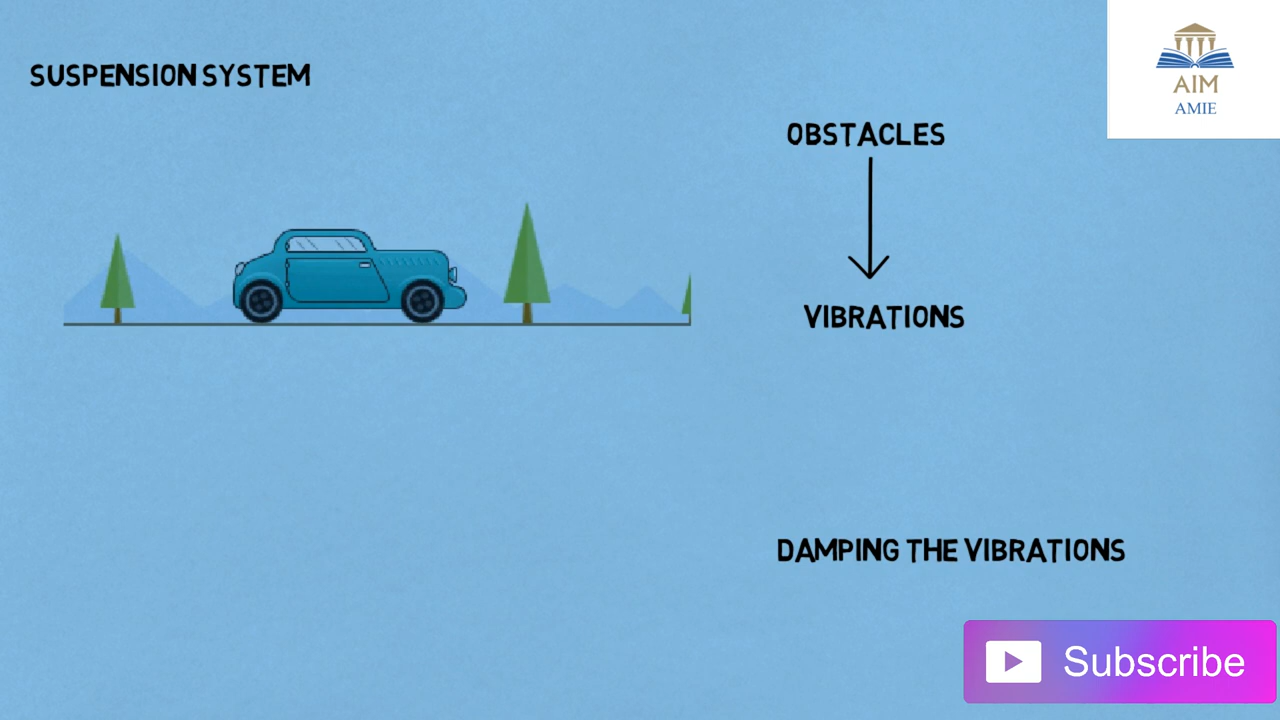 SUSPENSION SYSTEM
AIM
AMIE
OBSTACLES
VIBRATIONS
DAMPING THE VIBRATIONS
Subscribe